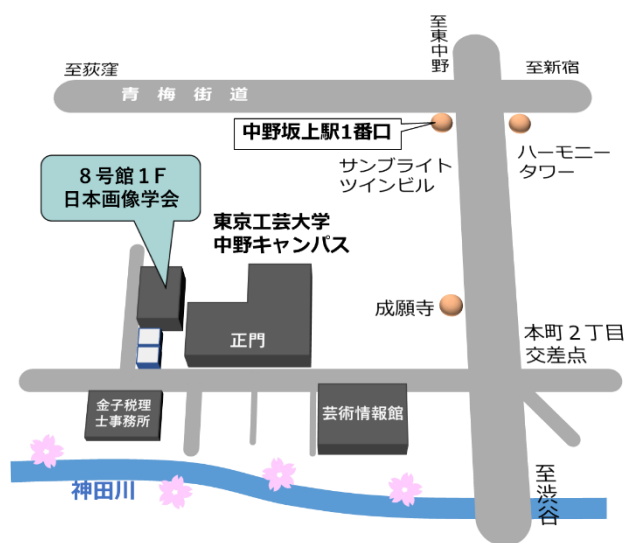 至東中野
至荻窪
至新宿
青梅街道
中野坂上駅1番口
サンブライト
ツインビル
ハーモニー
タワー
8号館1F
日本画像学会
東京工芸大学
中野キャンパス
成願寺
正門
本町2丁目
交差点
金子税理
士事務所
芸術情報館
神田川
至渋谷